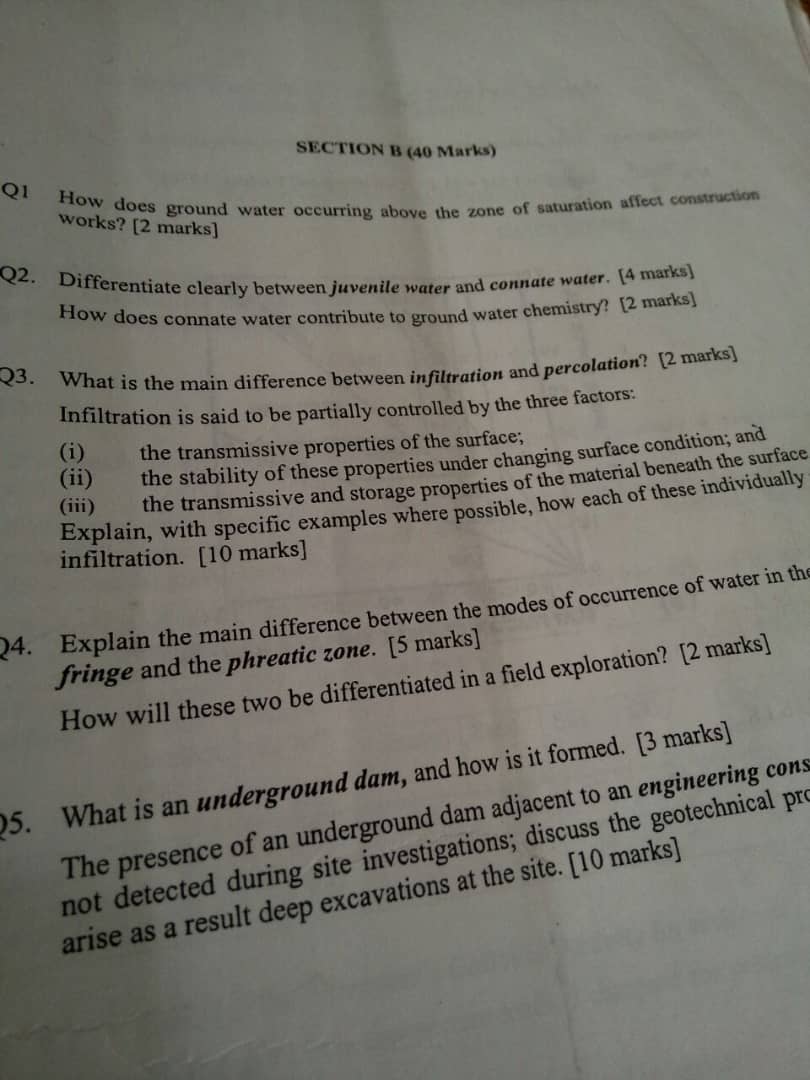 SECTION B (40 Marks)
Q1 How does ground water occurring above the zone of saturation affect construction
works? [2 marks]
Q2. Differentiate clearly between juvenile water and connate water. [4 marks]
How does connate water contribute to ground water chemistry? [2 marks]
Q3. What is the main difference between infiltration and percolation? [2 marks]
Infiltration is said to be partially controlled by the three factors:
(i) the transmissive properties of the surface;
(ii) the stability of these properties under changing surface condition; and
(iii) the transmissive and storage properties of the material beneath the surface
Explain, with specific examples where possible, how each of these individually
infiltration. [10 marks]
Q4. Explain the main difference between the modes of occurrence of water in the
fringe and the phreatic zone. [5 marks]
How will these two be differentiated in a field exploration? [2 marks]
Q5. What is an underground dam, and how is it formed. [3 marks]
The presence of an underground dam adjacent to an engineering cons
not detected during site investigations; discuss the geotechnical pro
arise as a result deep excavations at the site. [10 marks]